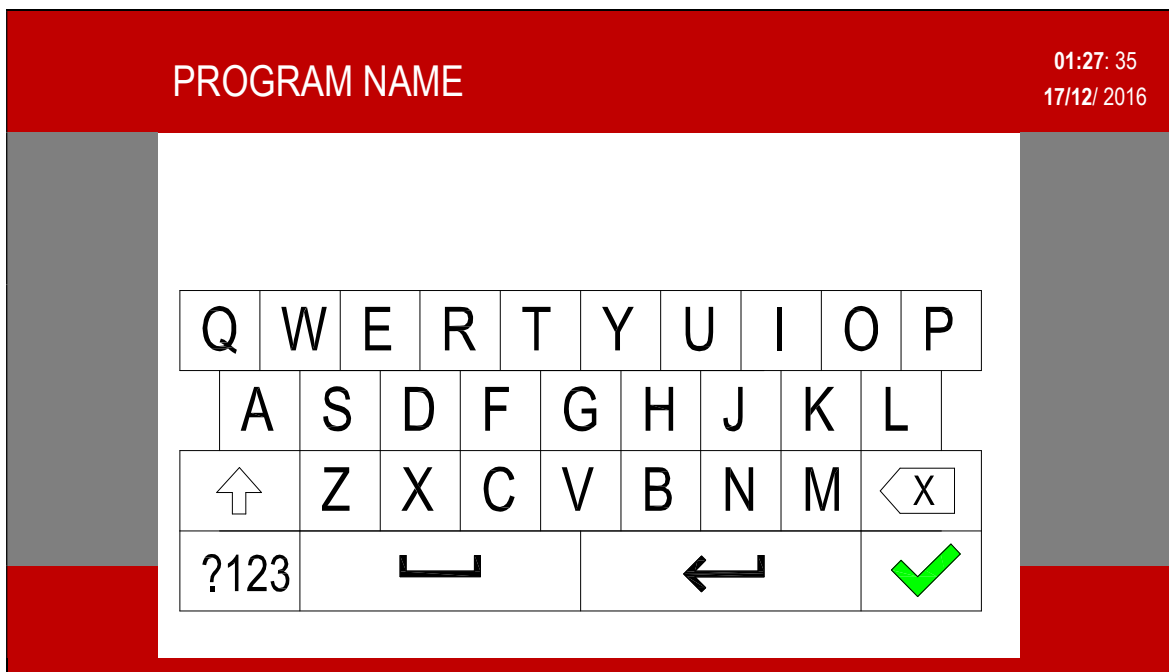 PROGRAM NAME
01:27: 35
17/12/ 2016
Q W E R T Y U I O P
A S D F G H J K L
Z X C V B N M X
?123